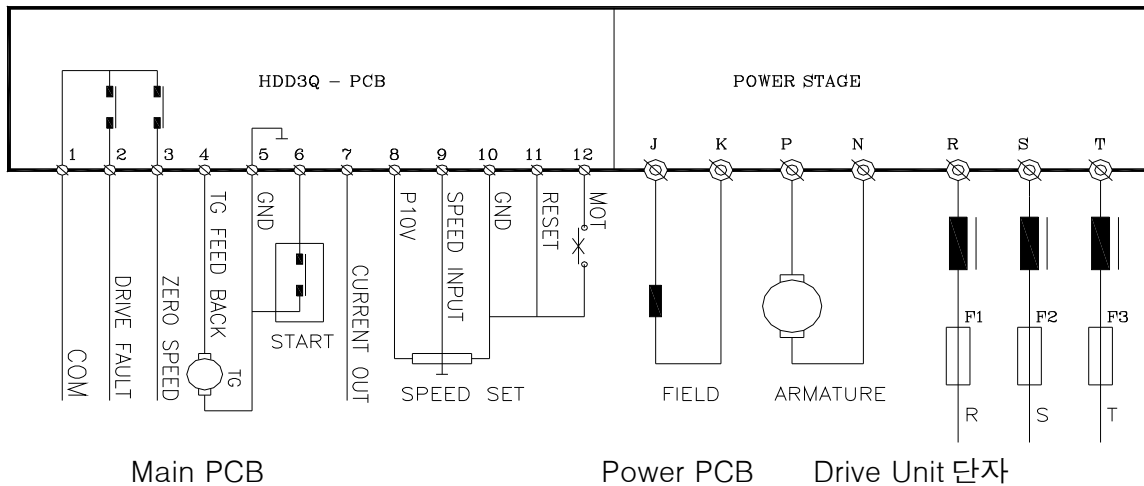 HDD3Q - PCB
POWER STAGE
1 2 3 4 5 6 7 8 9 10 11 12 J K P N R S T
COM
DRIVE FAULT
ZERO SPEED
TG FEED BACK
TG
GND
START
CURRENT OUT
P10V
SPEED INPUT
GND
RESET
MOT
SPEED SET
FIELD
ARMATURE
F1 F2 F3
R S T
Main PCB
Power PCB
Drive Unit 단자